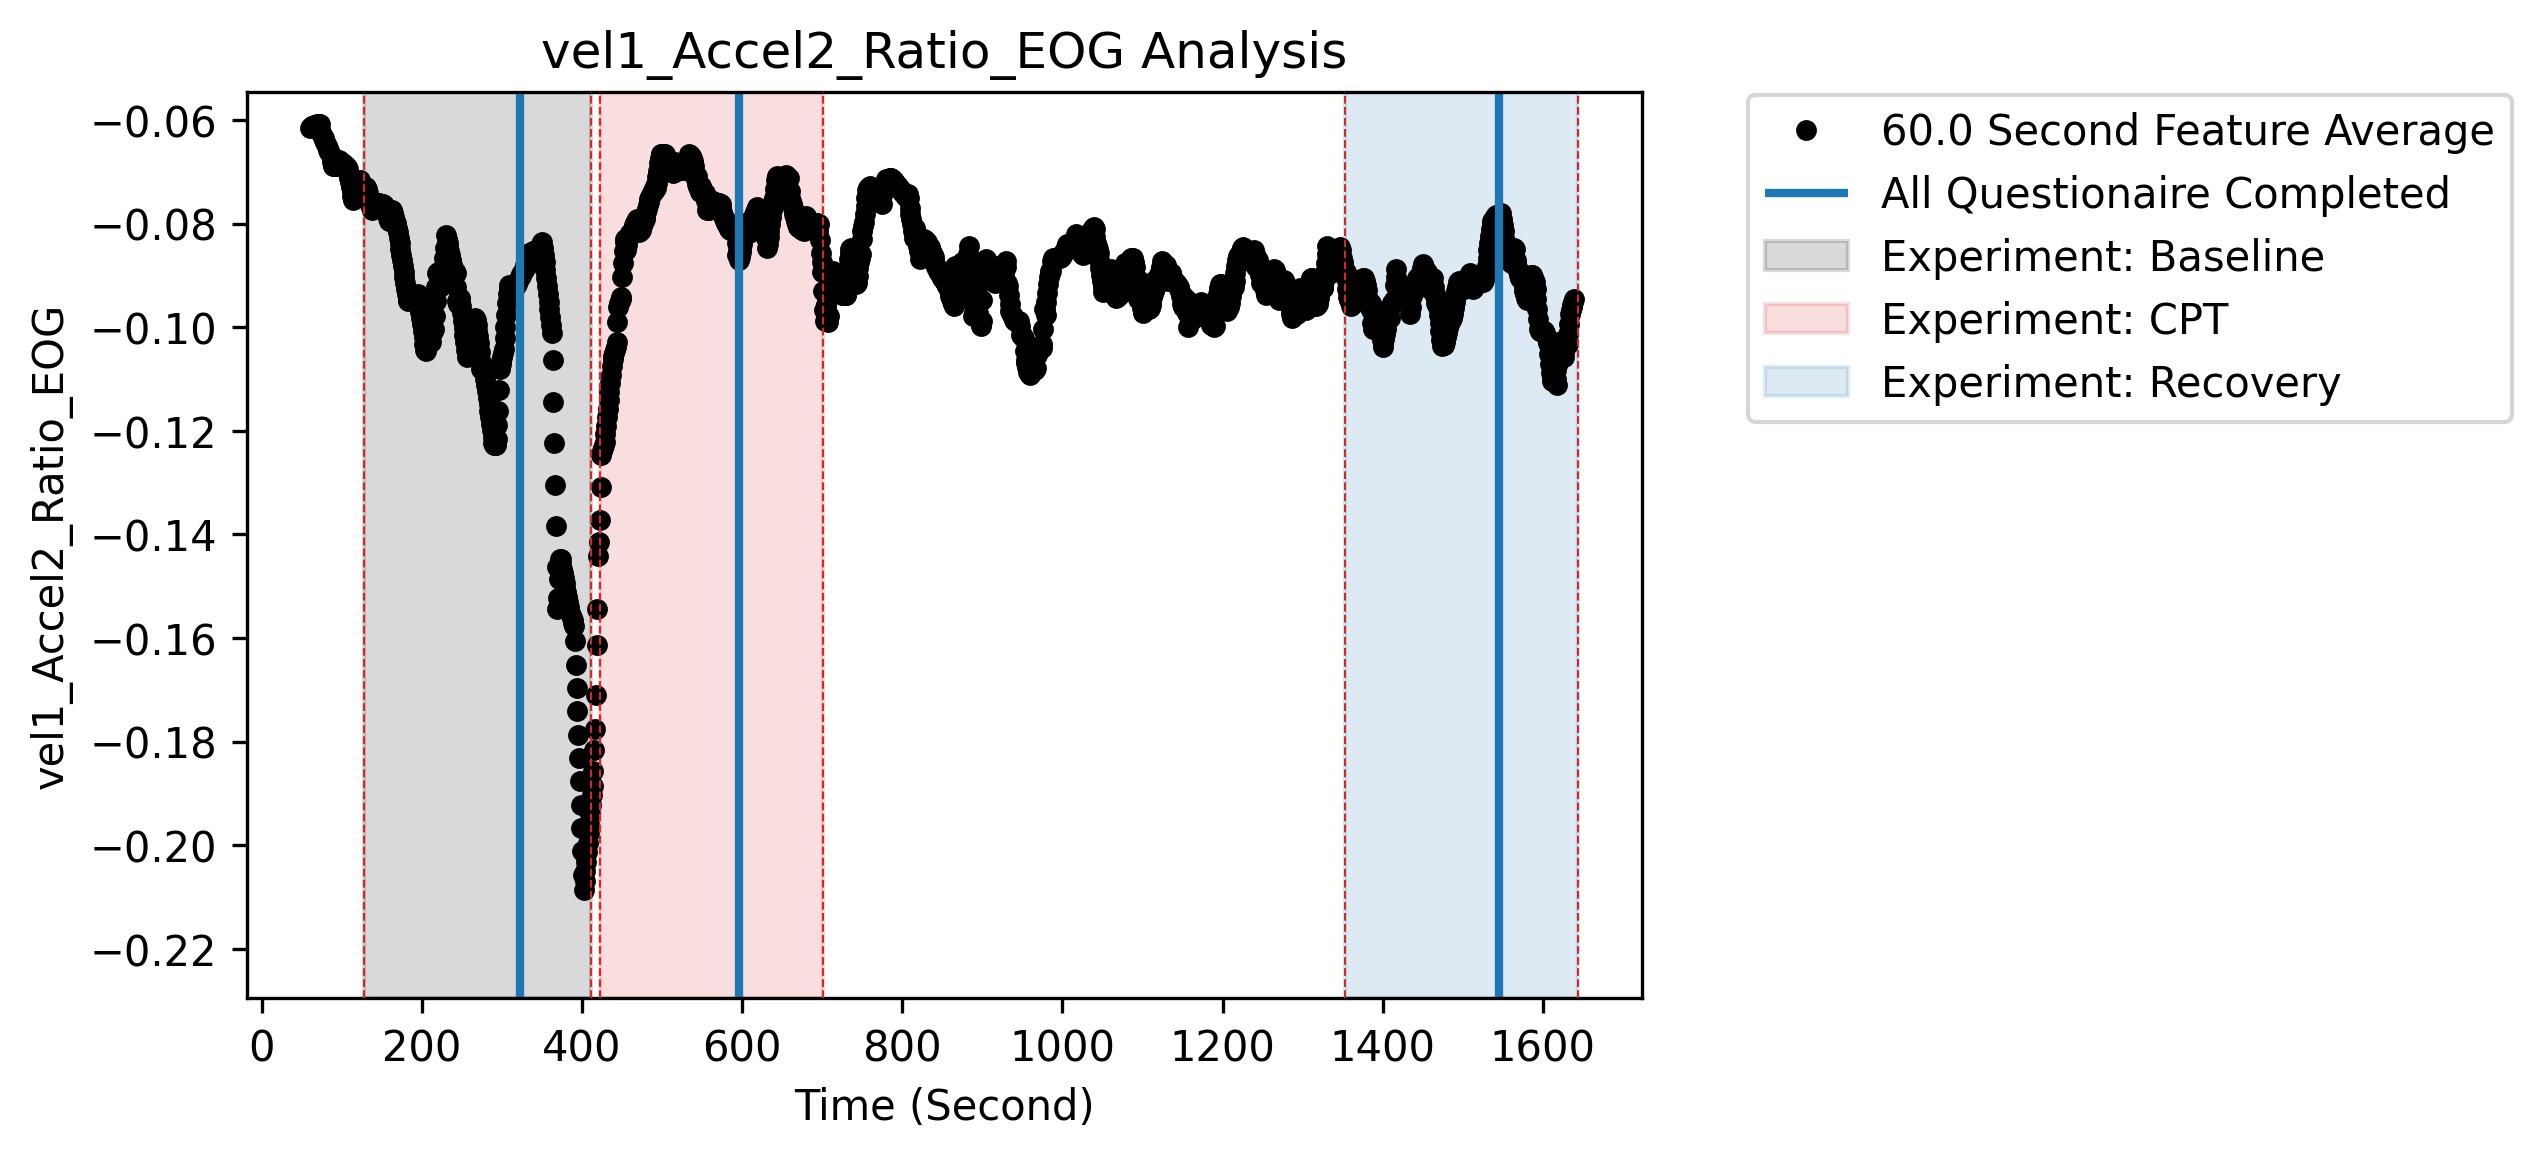 vel1_Accel2_Ratio_EOG Analysis
60.0 Second Feature Average
All Questionaire Completed
Experiment: Baseline
Experiment: CPT
Experiment: Recovery
vel1_Accel2_Ratio_EOG
−0.06
−0.08
−0.10
−0.12
−0.14
−0.16
−0.18
−0.20
−0.22
0 200 400 600 800 1000 1200 1400 1600
Time (Second)